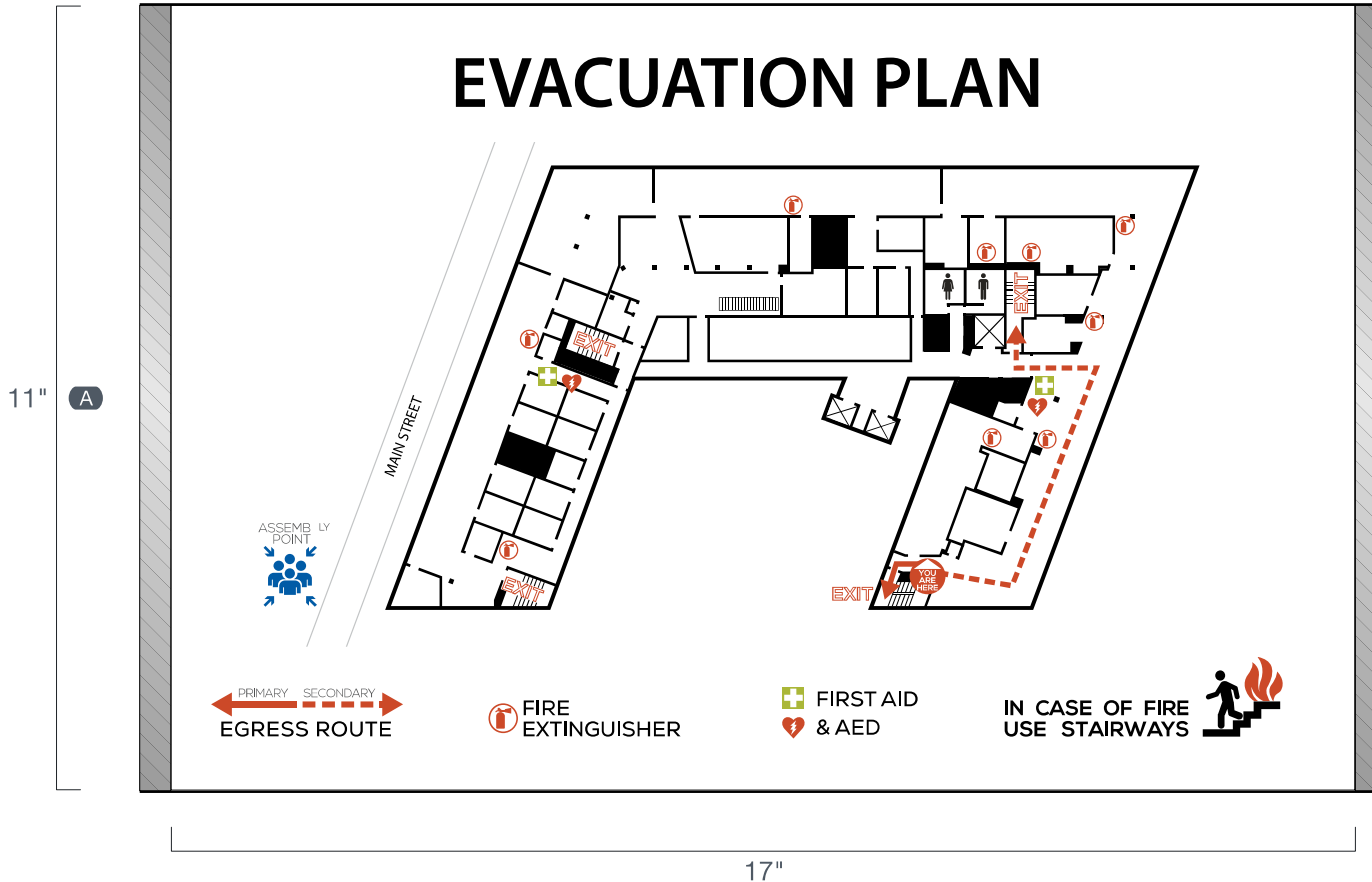 EVACUATION PLAN
11"
A
MAIN STREET
EXIT
EXIT
EXIT
EXIT
YOU
ARE
HERE
ASSEMB LY
POINT
PRIMARY SECONDARY
EGRESS ROUTE
FIRE
EXTINGUISHER
FIRST AID
& AED
IN CASE OF FIRE
USE STAIRWAYS
17"